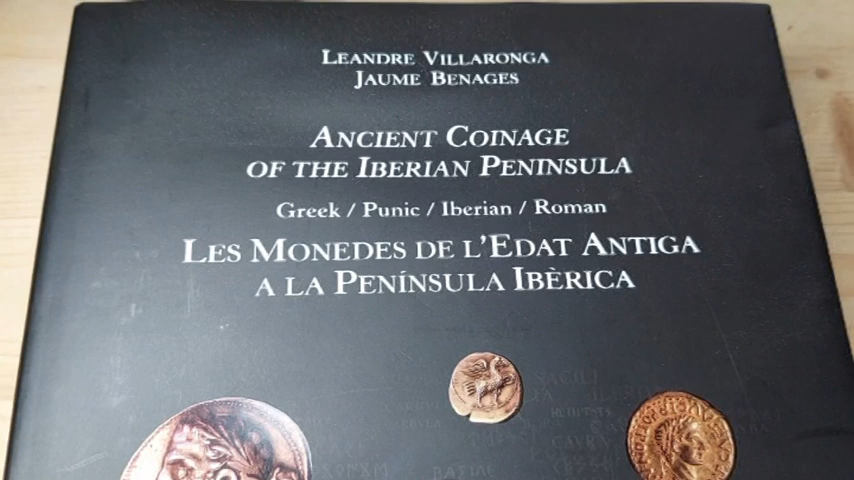 LEANDRE VILLARONGA
JAUME BENAGES
ANCIENT COINAGE
OF THE IBERIAN PENINSULA
Greek / Punic / Iberian / Roman
LES MONEDES DE L'EDAT ANTIGA
A LA PENÍNSULA IBÈRICA
SACILI